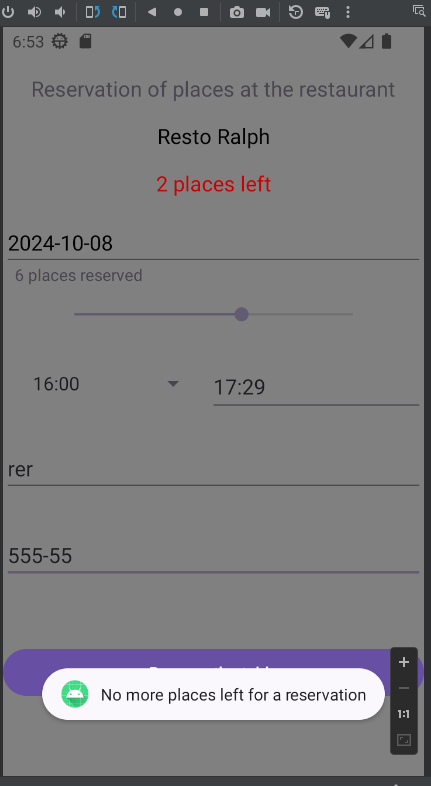 6:53
Reservation of places at the restaurant
Resto Ralph
2 places left
2024-10-08
6 places reserved
16:00
17:29
rer
555-55
No more places left for a reservation
1:1